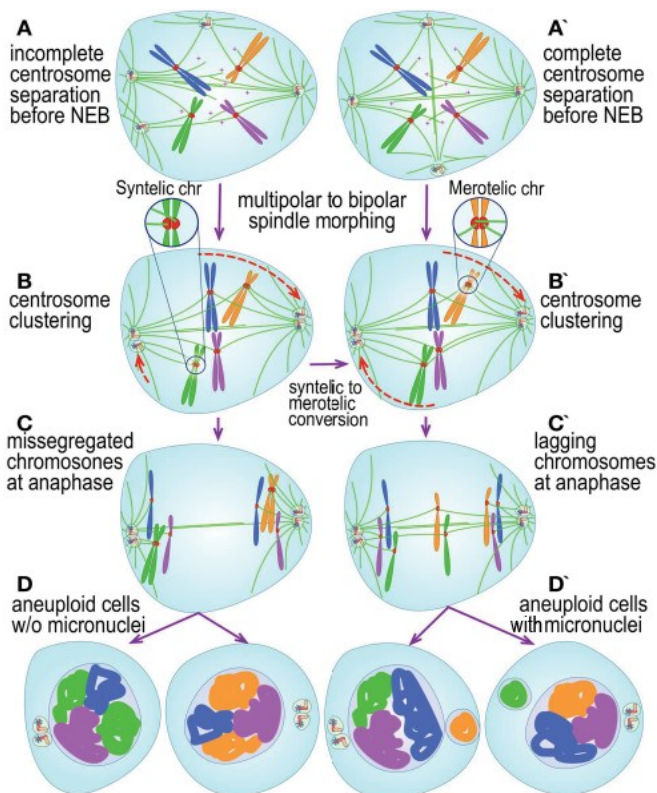 A
incomplete
centrosome
separation
before NEB
A`
complete
centrosome
separation
before NEB
Syntelic chr
multipolar to bipolar
spindle morphing
Merotelic chr
B
centrosome
clustering
B`
centrosome
clustering
syntelic to
merotelic
conversion
C
missegregated
chromosones
at anaphase
C`
lagging
chromosomes
at anaphase
D
aneuploid cells
w/o micronuclei
D`
aneuploid cells
with micronuclei